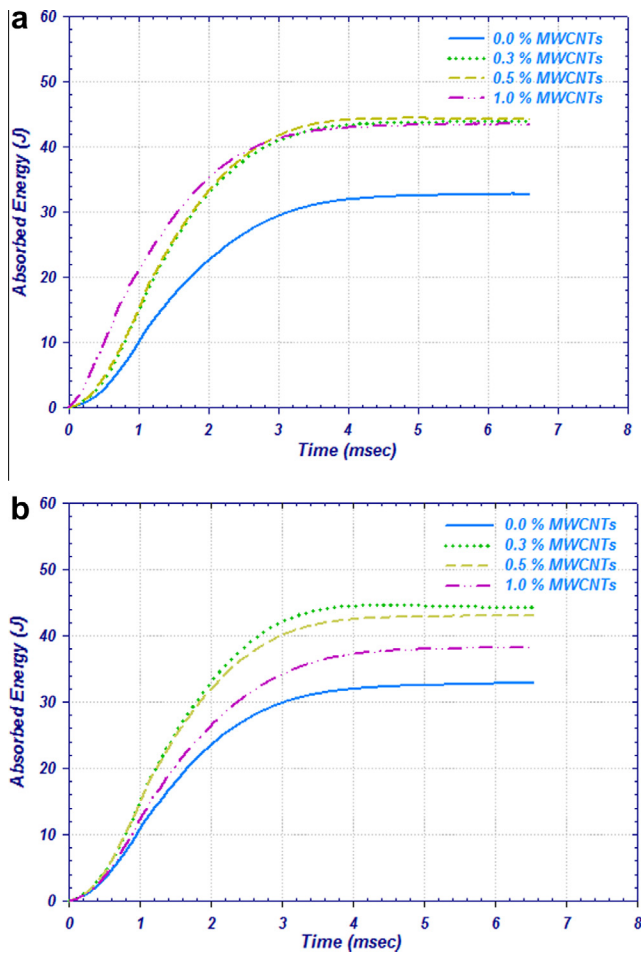 a
60
50
40
30
20
10
0
Absorbed Energy (J)
0.0 % MWCNTs
0.3 % MWCNTs
0.5 % MWCNTs
1.0 % MWCNTs
0 1 2 3 4 5 6 7 8
Time (msec)
b
60
50
40
30
20
10
0
Absorbed Energy (J)
0.0 % MWCNTs
0.3 % MWCNTs
0.5 % MWCNTs
1.0 % MWCNTs
0 1 2 3 4 5 6 7 8
Time (msec)